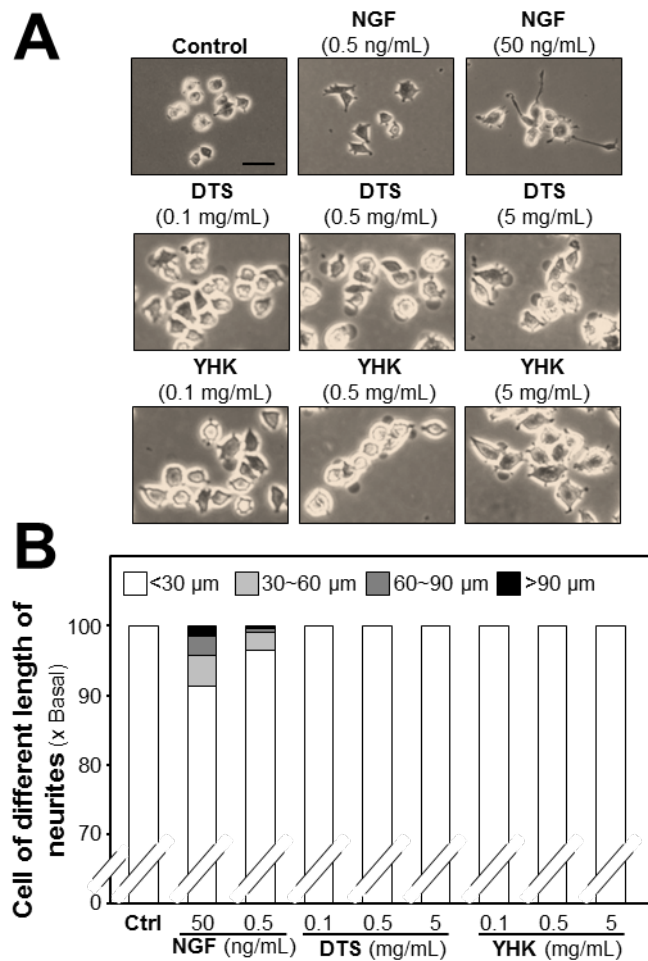 A
Control
NGF
(0.5 ng/mL)
NGF
(50 ng/mL)
DTS
(0.1 mg/mL)
DTS
(0.5 mg/mL)
DTS
(5 mg/mL)
YHK
(0.1 mg/mL)
YHK
(0.5 mg/mL)
YHK
(5 mg/mL)
B
Cell of different length of
neurites (x Basal)
<30 µm 30~60 µm 60~90 µm >90 µm
100
90
80
70
0
Ctrl 50 0.5 0.1 0.5 5 0.1 0.5 5
NGF (ng/mL) DTS (mg/mL) YHK (mg/mL)